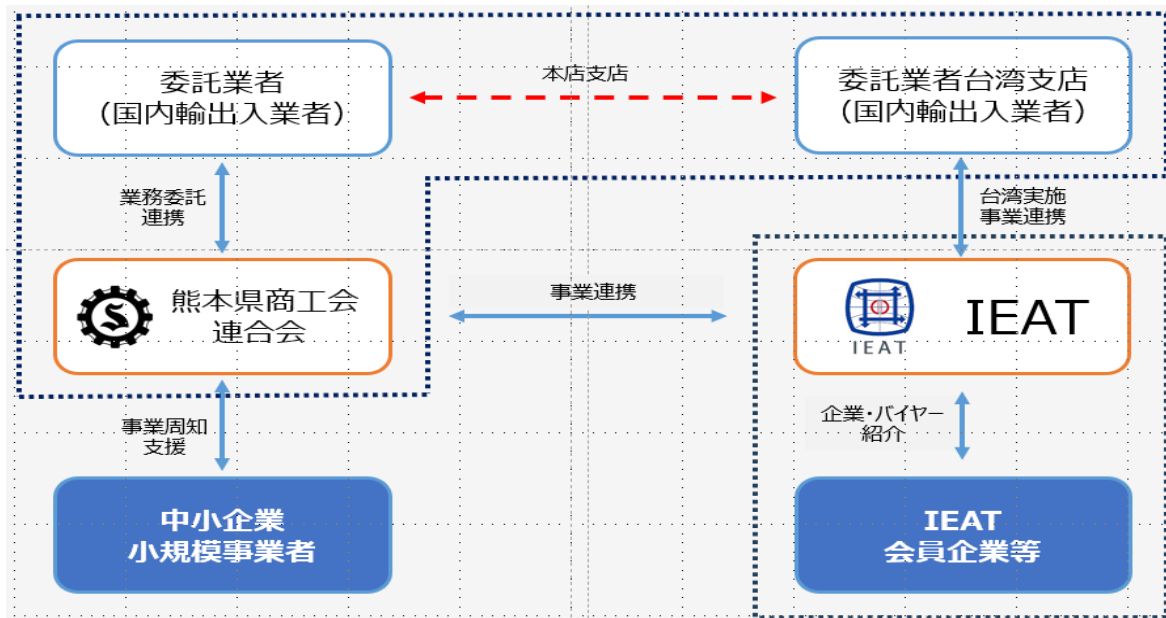 委託業者
（国内輸出入業者）
本店支店
委託業者台湾支店
（国内輸出入業者）
業務委託
連携
台湾実施
事業連携
S
熊本県商工会
連合会
事業連携
IEAT
IEAT
事業周知
支援
企業・バイヤー
紹介
中小企業
小規模事業者
IEAT
会員企業等